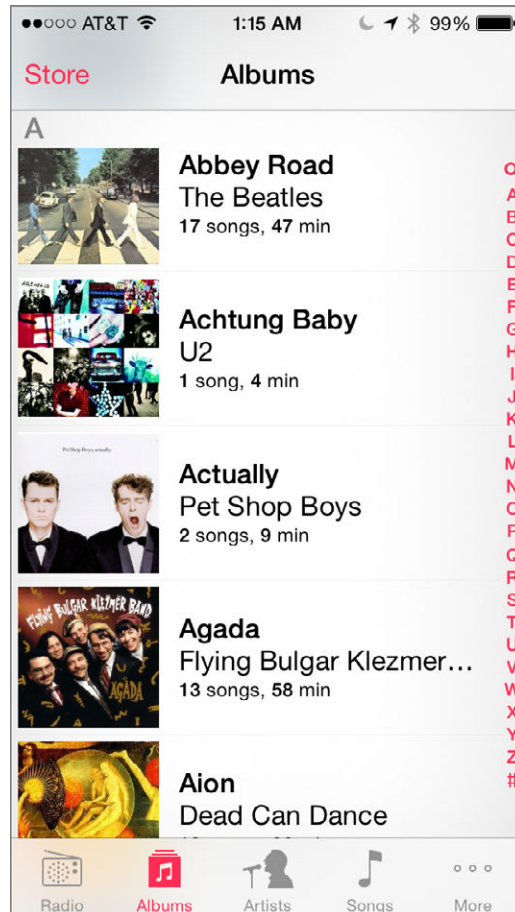 AT&T 1:15 AM 99%
Store Albums
A
Abbey Road
The Beatles
17 songs, 47 min
Achtung Baby
U2
1 song, 4 min
Pet Shop Boys, actually.
Actually
Pet Shop Boys
2 songs, 9 min
FLYING BULGAR KLEZMER BAND
AGADA
Agada
Flying Bulgar Klezmer…
13 songs, 58 min
Aion
Dead Can Dance
A
B
C
D
E
F
G
H
I
J
K
L
M
N
O
P
Q
R
S
T
U
V
W
X
Y
Z
#
Radio Albums Artists Songs More